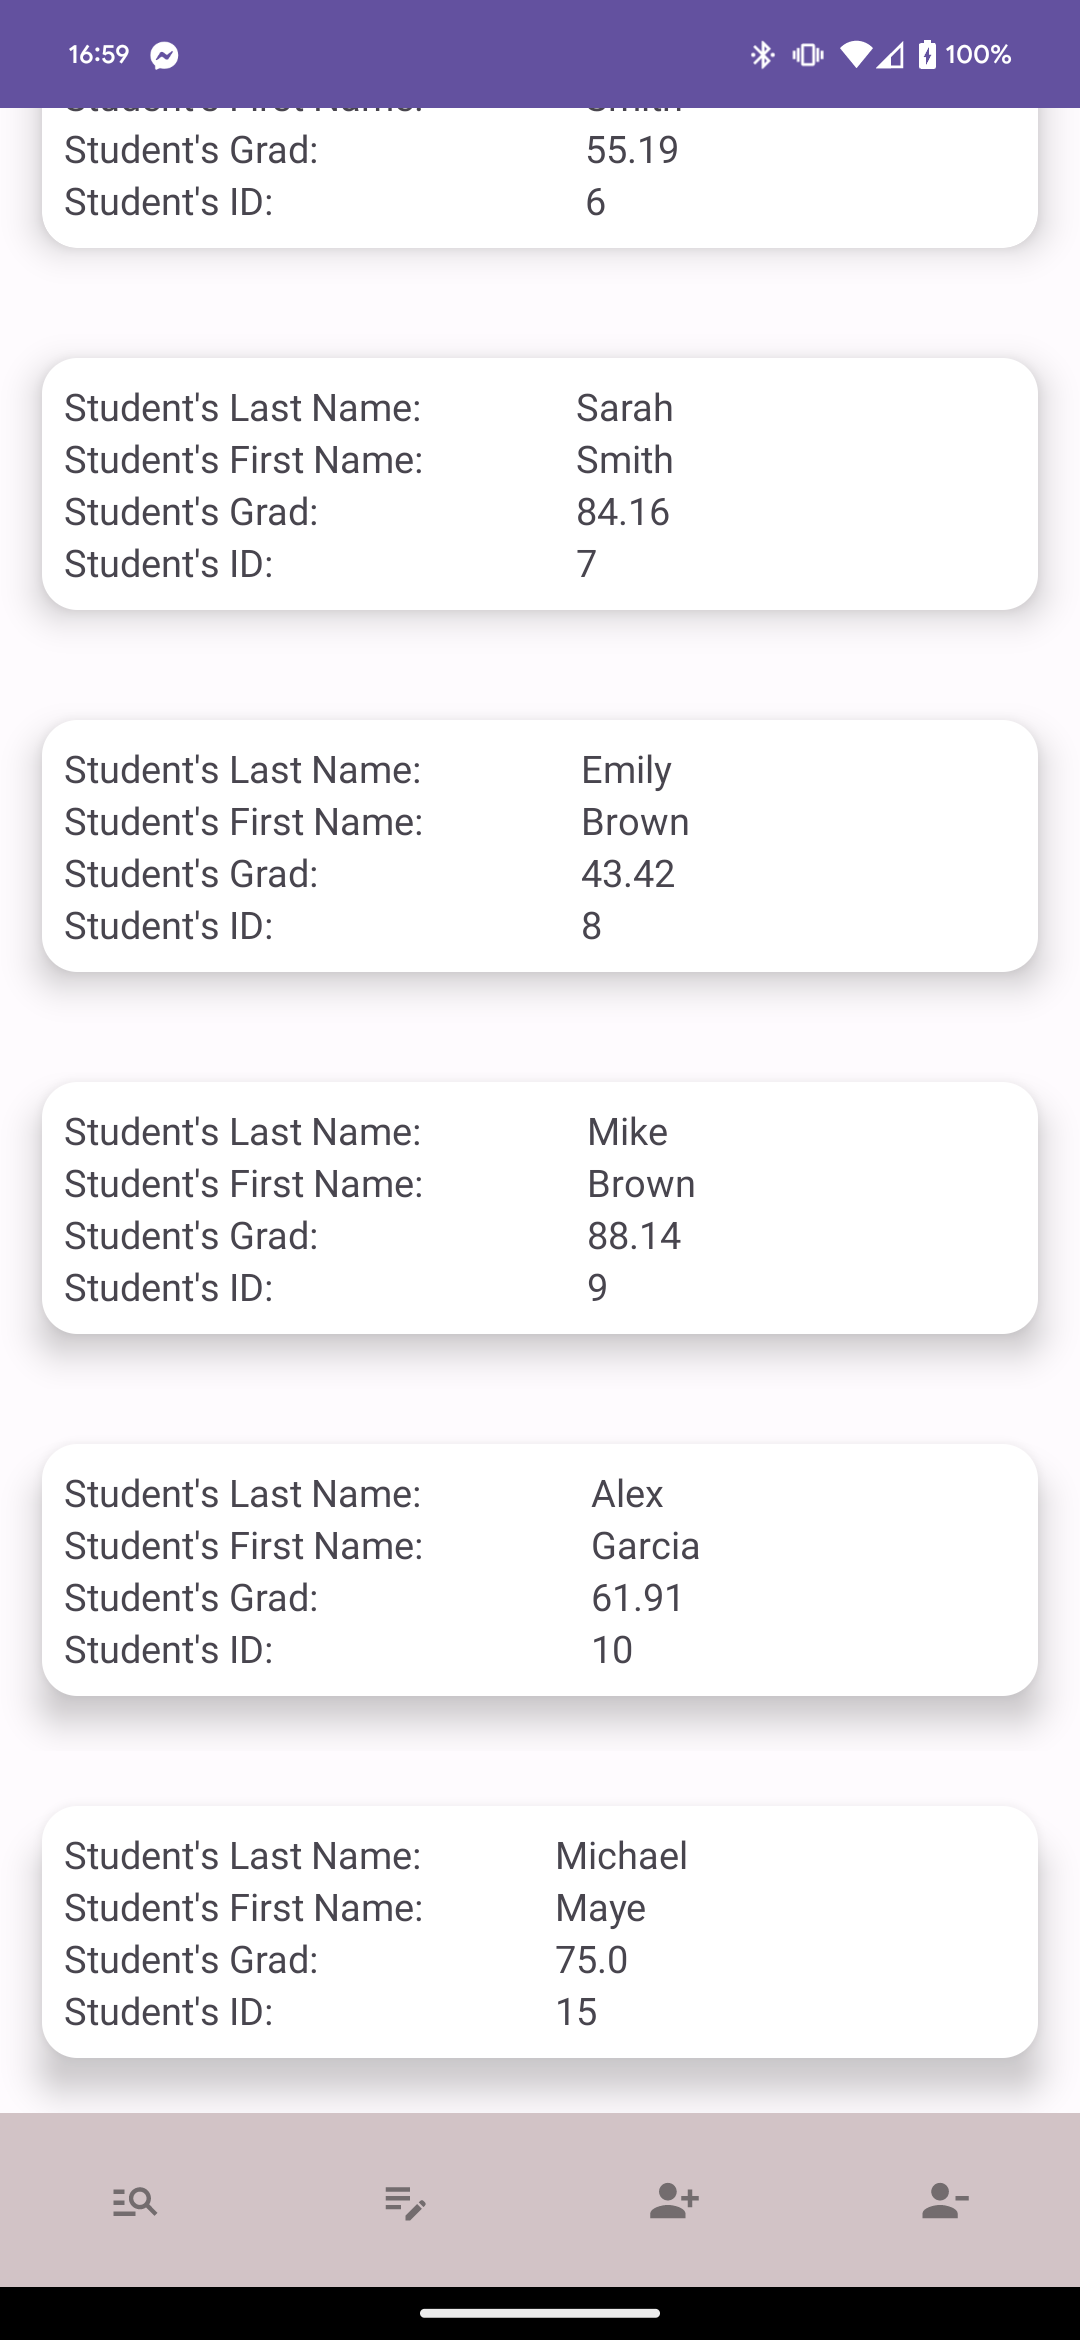 16:59 100%
Student's First Name: Smith
Student's Grad: 55.19
Student's ID: 6
Student's Last Name: Sarah
Student's First Name: Smith
Student's Grad: 84.16
Student's ID: 7
Student's Last Name: Emily
Student's First Name: Brown
Student's Grad: 43.42
Student's ID: 8
Student's Last Name: Mike
Student's First Name: Brown
Student's Grad: 88.14
Student's ID: 9
Student's Last Name: Alex
Student's First Name: Garcia
Student's Grad: 61.91
Student's ID: 10
Student's Last Name: Michael
Student's First Name: Maye
Student's Grad: 75.0
Student's ID: 15